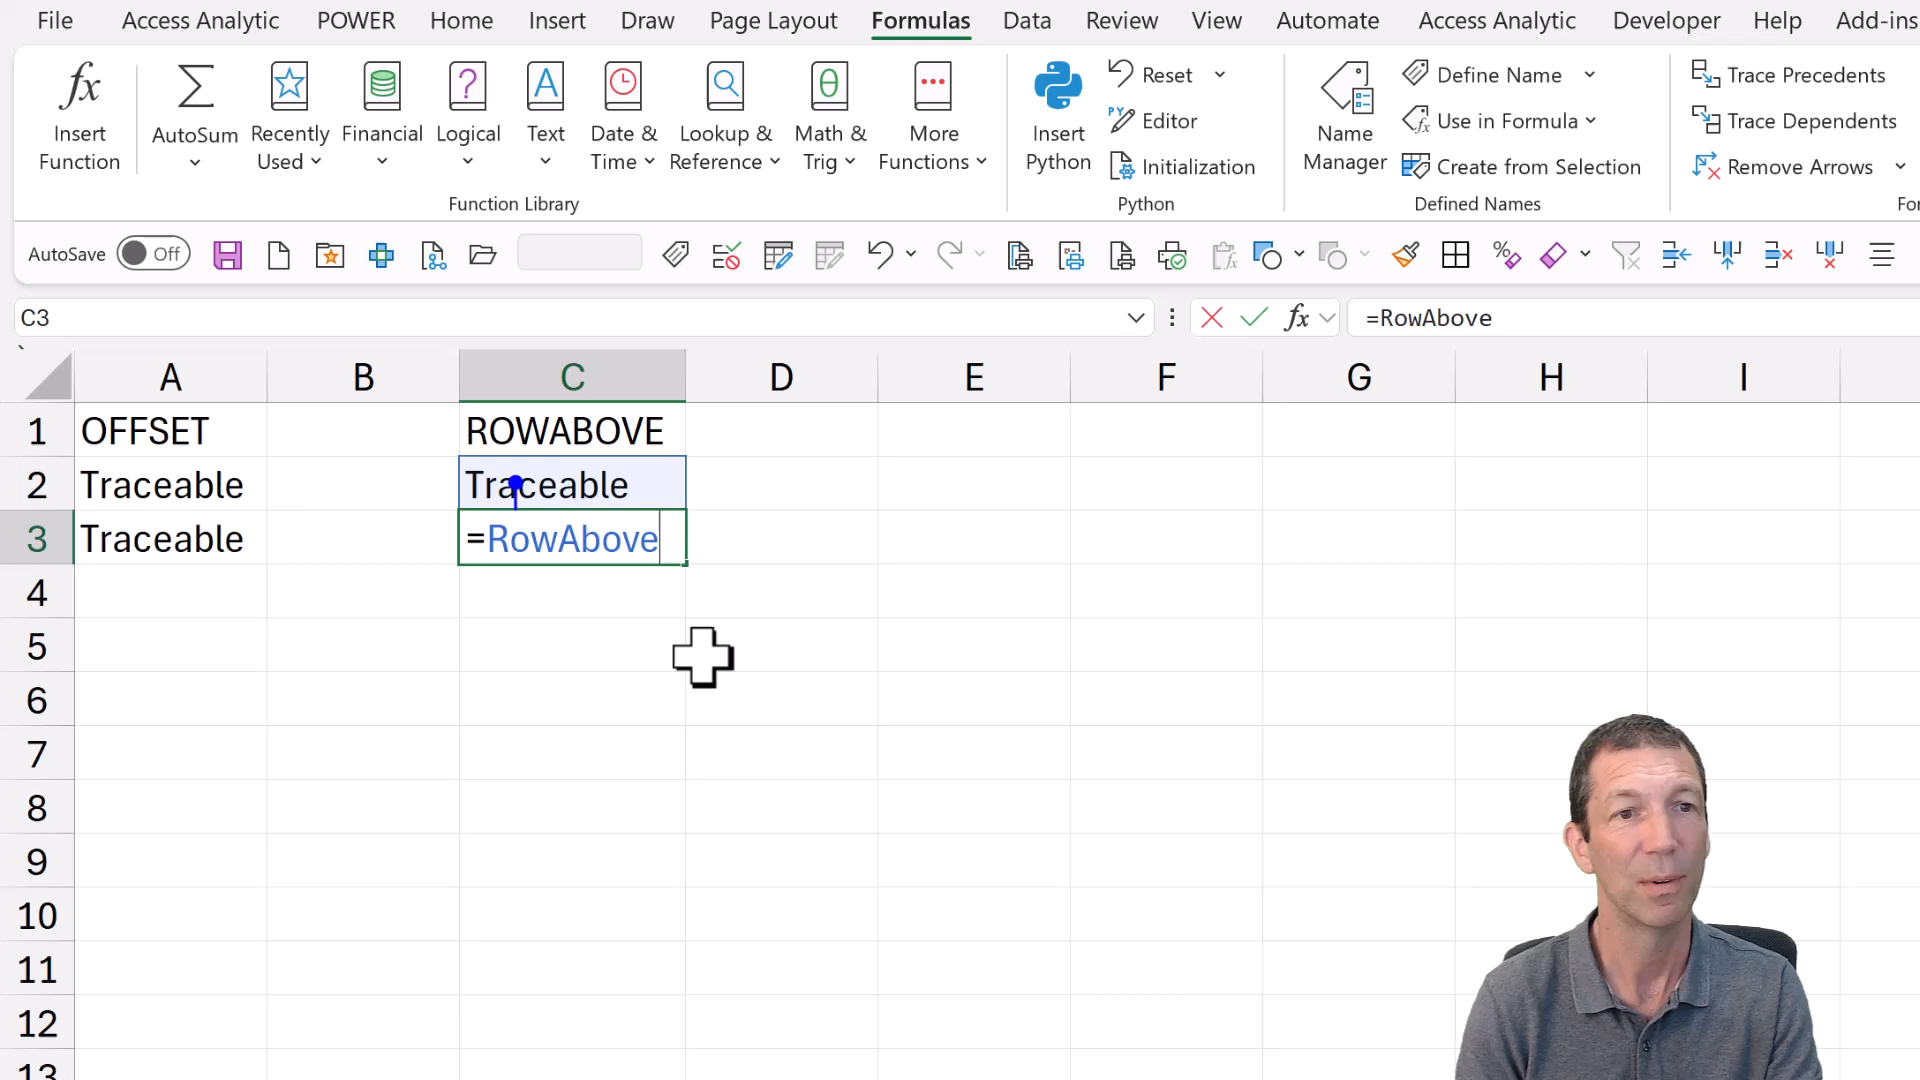 File Access Analytic POWER Home Insert Draw Page Layout Formulas Data Review View Automate Access Analytic Developer Help Add-ins
fx
Insert
Function
AutoSum
Recently
Used
Financial
Logical
Text
Date &
Time
Lookup &
Reference
Math &
Trig
More
Functions
Function Library
Insert
Python
Reset
Editor
Initialization
Python
Name
Manager
Define Name
Use in Formula
Create from Selection
Defined Names
Trace Precedents
Trace Dependents
Remove Arrows
AutoSave Off
C3 fx =RowAbove
A B C D E F G H I
1 OFFSET ROWABOVE
2 Traceable Traceable
3 Traceable =RowAbove
4
5
6
7
8
9
10
11
12
13